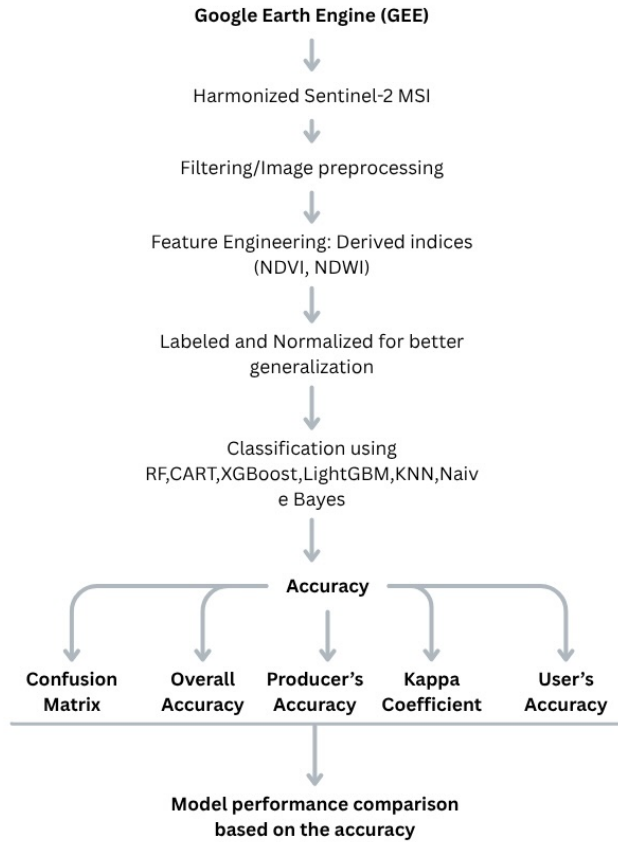 Google Earth Engine (GEE)
Harmonized Sentinel-2 MSI
Filtering/Image preprocessing
Feature Engineering: Derived indices
(NDVI, NDWI)
Labeled and Normalized for better
generalization
Classification using
RF,CART,XGBoost,LightGBM,KNN,Naiv
e Bayes
Accuracy
Confusion
Matrix
Overall
Accuracy
Producer’s
Accuracy
Kappa
Coefficient
User’s
Accuracy
Model performance comparison
based on the accuracy